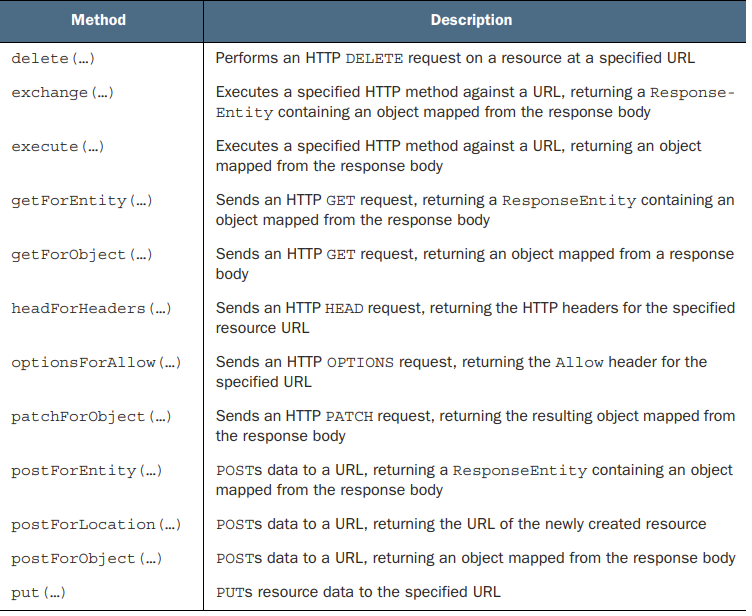 Method Description
delete(…) Performs an HTTP DELETE request on a resource at a specified URL
exchange(…) Executes a specified HTTP method against a URL, returning a Response-
Entity containing an object mapped from the response body
execute(…) Executes a specified HTTP method against a URL, returning an object
mapped from the response body
getForEntity(…) Sends an HTTP GET request, returning a ResponseEntity containing an
object mapped from the response body
getForObject(…) Sends an HTTP GET request, returning an object mapped from a response
body
headForHeaders(…) Sends an HTTP HEAD request, returning the HTTP headers for the specified
resource URL
optionsForAllow(…) Sends an HTTP OPTIONS request, returning the Allow header for the
specified URL
patchForObject(…) Sends an HTTP PATCH request, returning the resulting object mapped from
the response body
postForEntity(…) POSTs data to a URL, returning a ResponseEntity containing an object
mapped from the response body
postForLocation(…) POSTs data to a URL, returning the URL of the newly created resource
postForObject(…) POSTs data to a URL, returning an object mapped from the response body
put(…) PUTs resource data to the specified URL